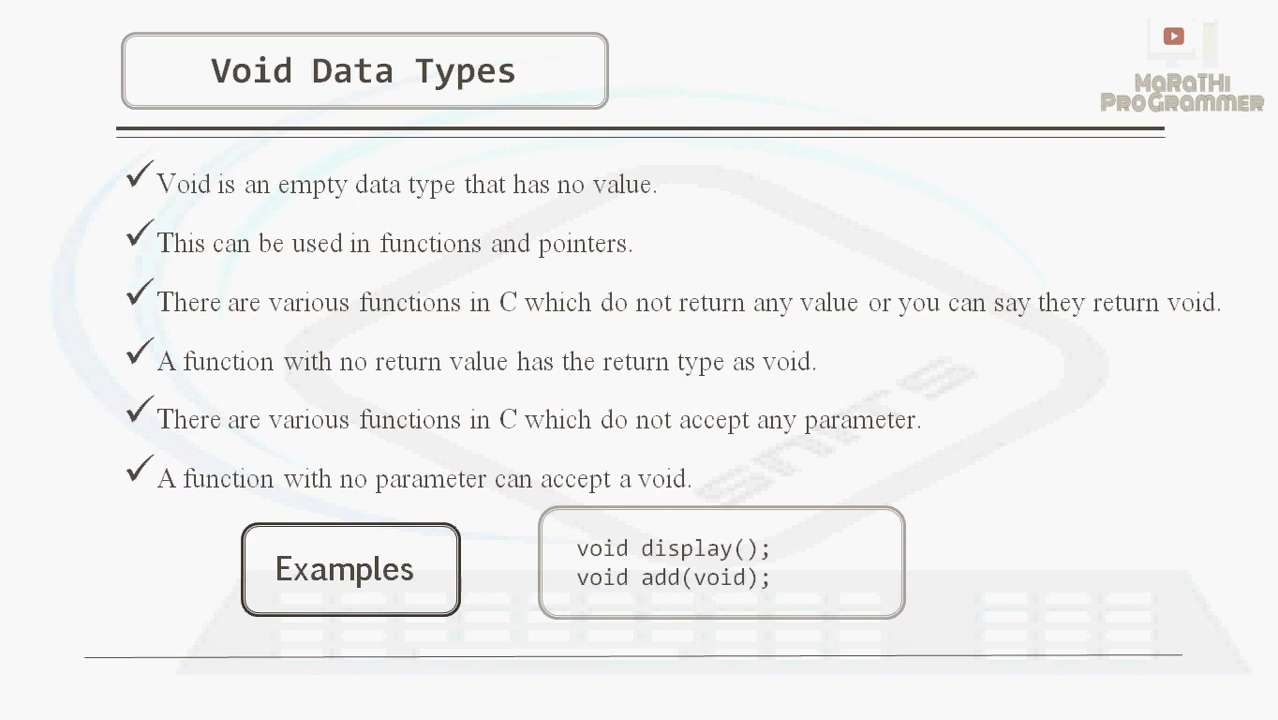 Void Data Types
MaRaTHi
PRoGRammeR
Void is an empty data type that has no value.
This can be used in functions and pointers.
There are various functions in C which do not return any value or you can say they return void.
A function with no return value has the return type as void.
There are various functions in C which do not accept any parameter.
A function with no parameter can accept a void.
Examples
void display();
void add(void);